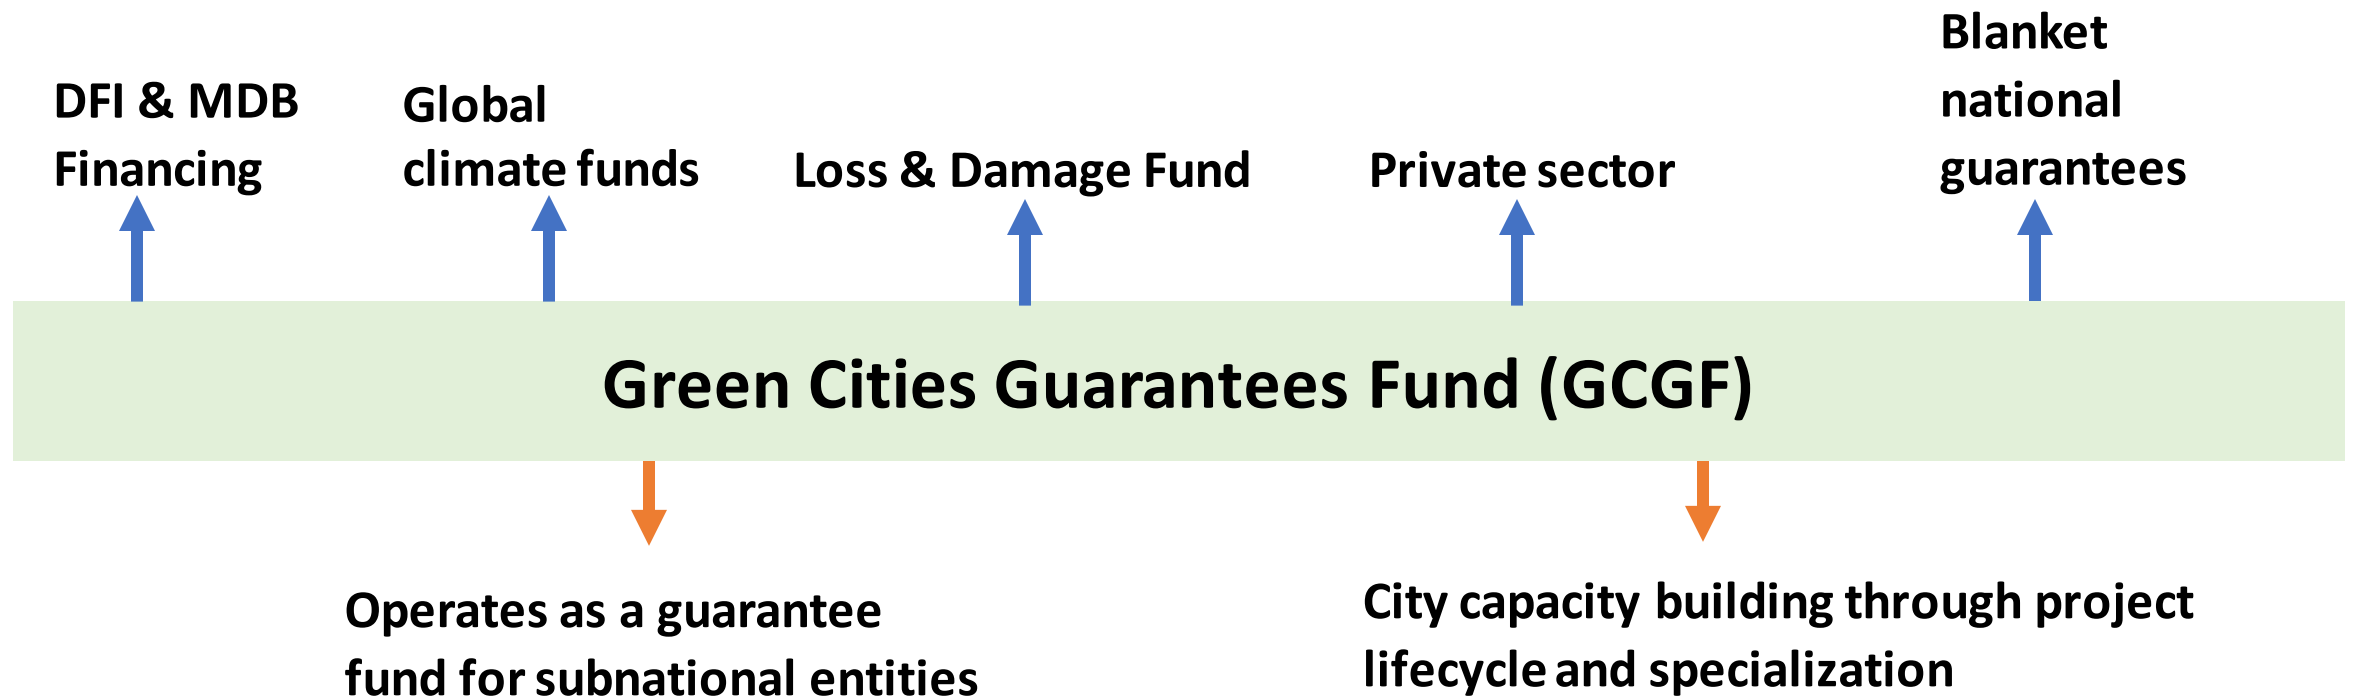 DFI & MDB
Financing
Global
climate funds
Loss & Damage Fund
Private sector
Blanket
national
guarantees
Green Cities Guarantees Fund (GCGF)
Operates as a guarantee
fund for subnational entities
City capacity building through project
lifecycle and specialization